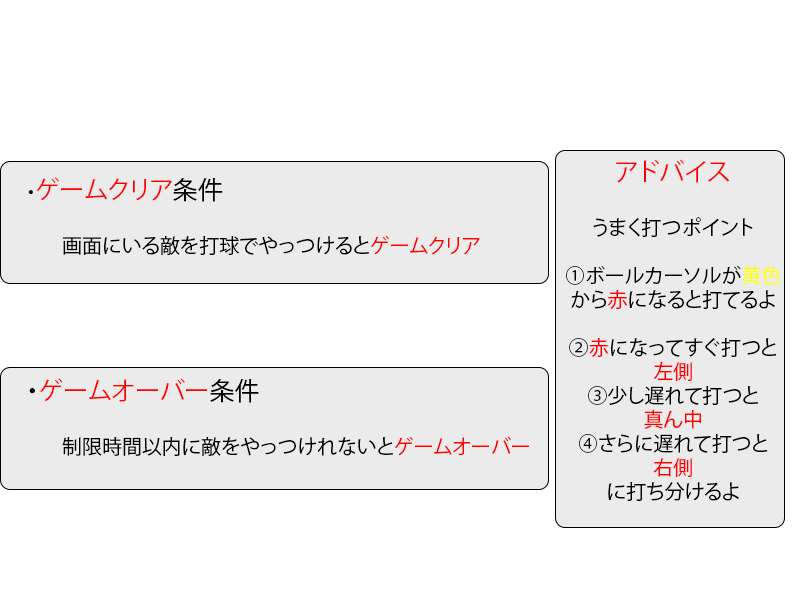 ・ゲームクリア条件
画面にいる敵を打球でやっつけるとゲームクリア
・ゲームオーバー条件
制限時間以内に敵をやっつけれないとゲームオーバー
アドバイス
うまく打つポイント
①ボールカーソルが黄色
から赤になると打てるよ
②赤になってすぐ打つと
左側
③少し遅れて打つと
真ん中
④さらに遅れて打つと
右側
に打ち分けるよ